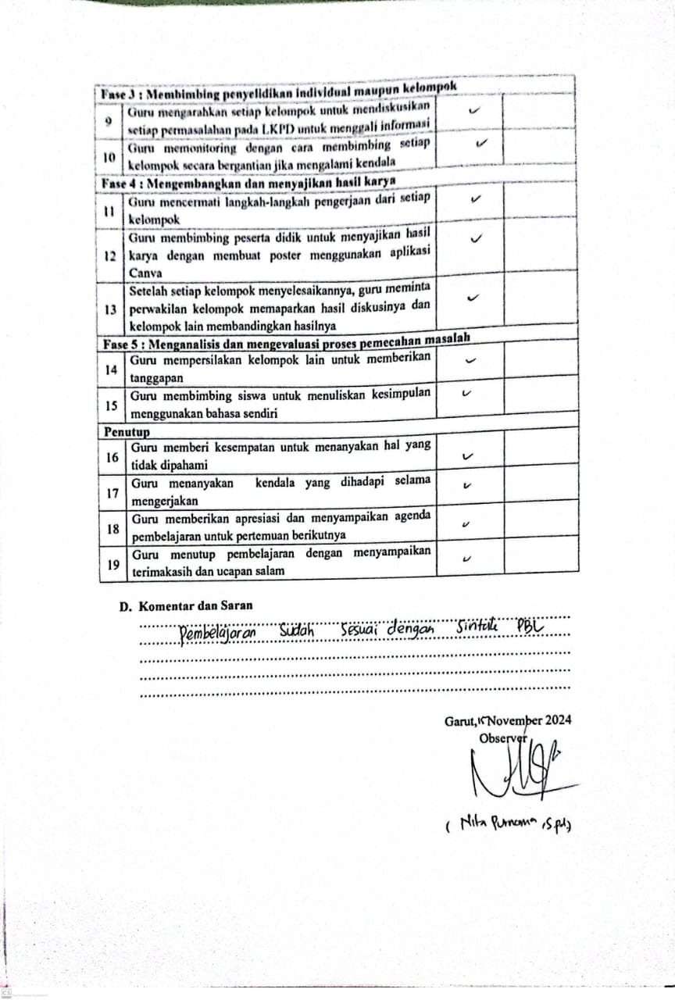 Fase 3 : Membimbing penyelidikan individual maupun kelompok
9 Guru mengarahkan setiap kelompok untuk mendiskusikan ✓
setiap permasalahan pada LKPD untuk menggali informasi
10 Guru memonitoring dengan cara membimbing setiap ✓
kelompok secara bergantian jika mengalami kendala
Fase 4 : Mengembangkan dan menyajikan hasil karya
11 Guru mencermati langkah-langkah pengerjaan dari setiap ✓
kelompok
12 Guru membimbing peserta didik untuk menyajikan hasil ✓
karya dengan membuat poster menggunakan aplikasi
Canva
13 Setelah setiap kelompok menyelesaikannya, guru meminta ✓
perwakilan kelompok memaparkan hasil diskusinya dan
kelompok lain membandingkan hasilnya
Fase 5 : Menganalisis dan mengevaluasi proses pemecahan masalah
14 Guru mempersilakan kelompok lain untuk memberikan ✓
tanggapan
15 Guru membimbing siswa untuk menuliskan kesimpulan ✓
menggunakan bahasa sendiri
Penutup
16 Guru memberi kesempatan untuk menanyakan hal yang ✓
tidak dipahami
17 Guru menanyakan kendala yang dihadapi selama ✓
mengerjakan
18 Guru memberikan apresiasi dan menyampaikan agenda ✓
pembelajaran untuk pertemuan berikutnya
19 Guru menutup pembelajaran dengan menyampaikan ✓
terimakasih dan ucapan salam
D. Komentar dan Saran
Pembelajaran Sudah Sesuai dengan Sintak PBL
Garut, 15 November 2024
Observer
( Nita Purnama, S.pd)
CS